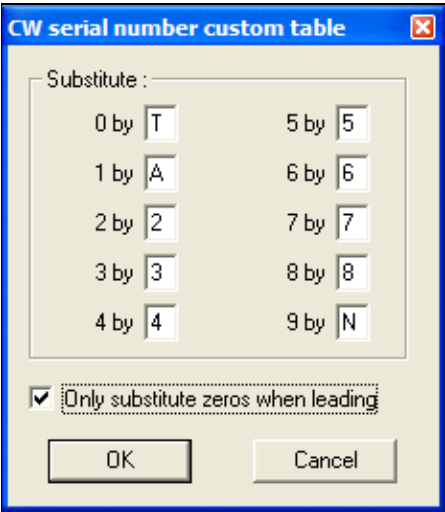 CW serial number custom table
Substitute :
0 by T 5 by 5
1 by A 6 by 6
2 by 2 7 by 7
3 by 3 8 by 8
4 by 4 9 by N
Only substitute zeros when leading
OK Cancel